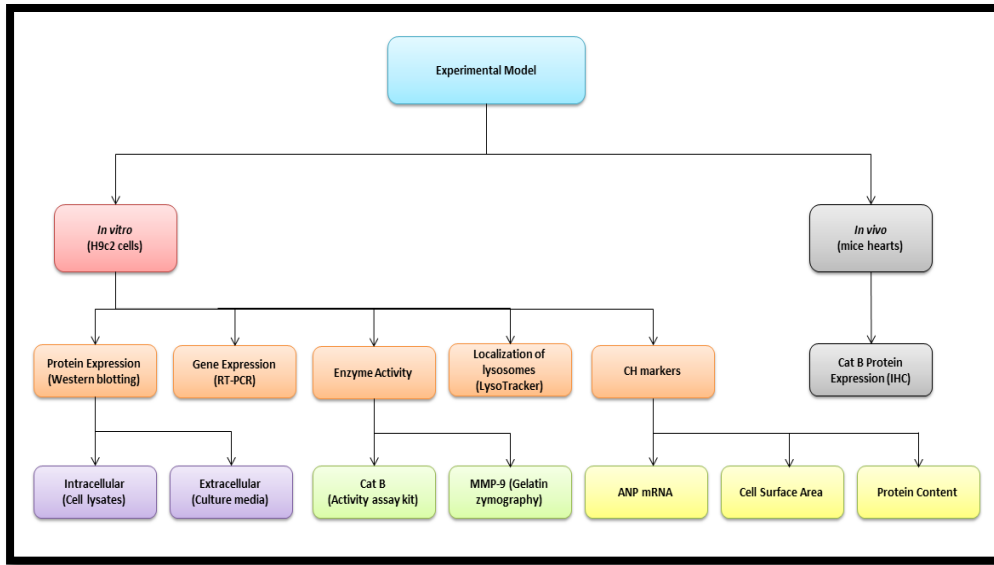 Experimental Model
In vitro
(H9c2 cells)
In vivo
(mice hearts)
Protein Expression
(Western blotting)
Gene Expression
(RT-PCR)
Enzyme Activity
Localization of
lysosomes
(LysoTracker)
CH markers
Cat B Protein
Expression (IHC)
Intracellular
(Cell lysates)
Extracellular
(Culture media)
Cat B
(Activity assay kit)
MMP-9 (Gelatin
zymography)
ANP mRNA
Cell Surface Area
Protein Content